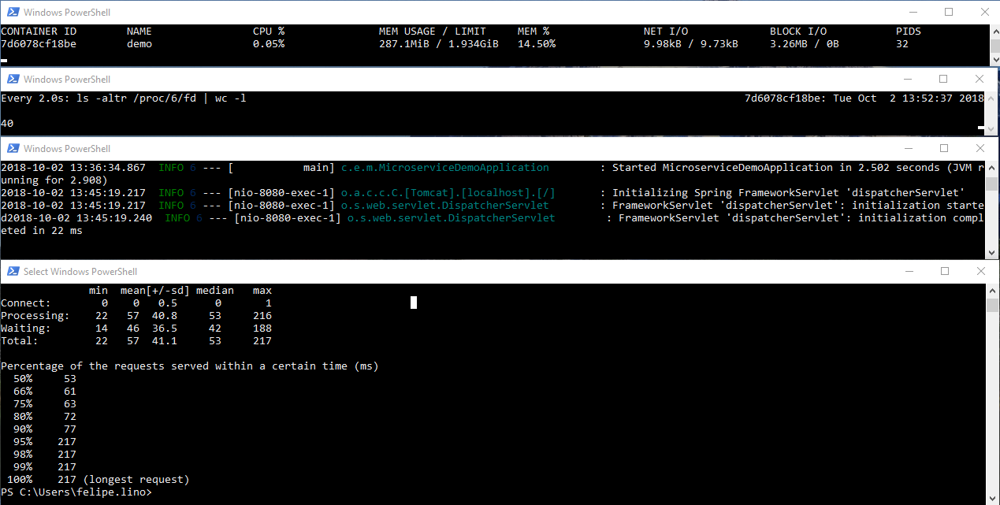 Windows PowerShell
CONTAINER ID        NAME                CPU %               MEM USAGE / LIMIT   MEM %               NET I/O             BLOCK I/O           PIDS
7d6078cf18be        demo                0.05%               287.1MiB / 1.934GiB   14.50%              9.98kB / 9.73kB     3.26MB / 0B         32
Windows PowerShell
Every 2.0s: ls -altr /proc/6/fd | wc -l                    7d6078cf18be: Tue Oct  2 13:52:37 2018
40
Windows PowerShell
2018-10-02 13:36:34.867  INFO 6 --- [           main] c.e.m.MicroserviceDemoApplication        : Started MicroserviceDemoApplication in 2.502 seconds (JVM r
unning for 2.908)
2018-10-02 13:45:19.217  INFO 6 --- [nio-8080-exec-1] o.a.c.c.C.[Tomcat].[localhost].[/]       : Initializing Spring FrameworkServlet 'dispatcherServlet'
2018-10-02 13:45:19.217  INFO 6 --- [nio-8080-exec-1] o.s.web.servlet.DispatcherServlet        : FrameworkServlet 'dispatcherServlet': initialization starte
d2018-10-02 13:45:19.240  INFO 6 --- [nio-8080-exec-1] o.s.web.servlet.DispatcherServlet        : FrameworkServlet 'dispatcherServlet': initialization compl
eted in 22 ms
Select Windows PowerShell
              min  mean[+/-sd] median   max
Connect:        0    0   0.5      0       1
Processing:    22   57  40.8     53     216
Waiting:       14   46  36.5     42     188
Total:         22   57  41.1     53     217
Percentage of the requests served within a certain time (ms)
  50%     53
  66%     61
  75%     63
  80%     72
  90%     77
  95%    217
  98%    217
  99%    217
 100%    217 (longest request)
PS C:\Users\felipe.lino>